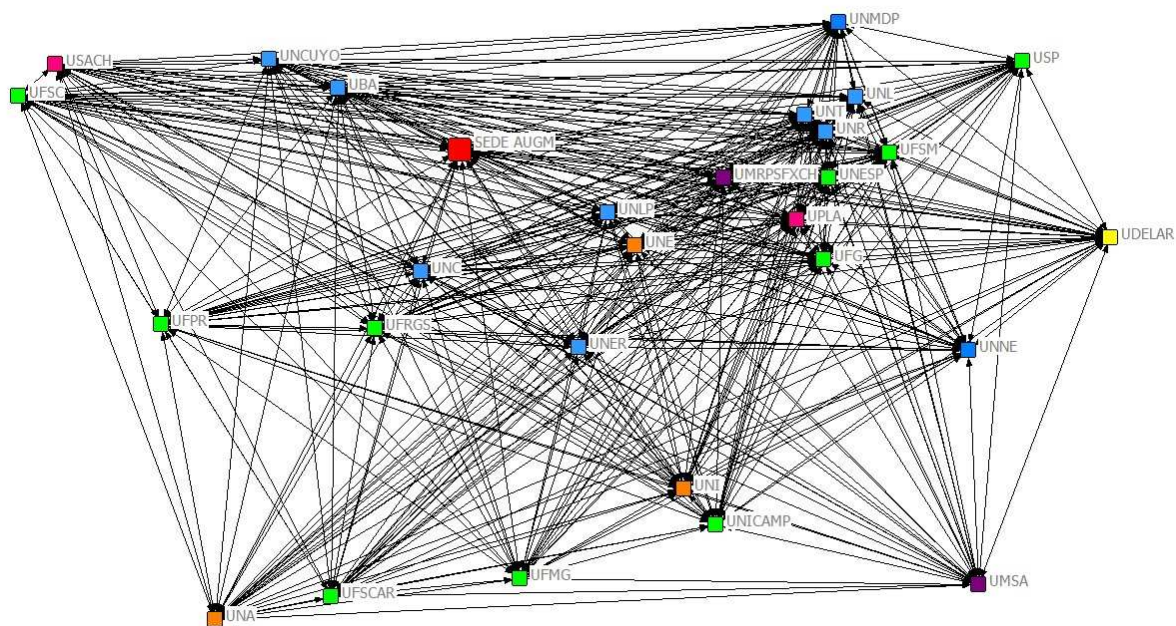 UNMDP
USACH
UNCUYO
USP
UFSC
UBA
UNL
UNT
UNR
SEDE AUGM
UFSM
UMRPSFXCH
UNESP
UNLP
UPLA
UNE
UDELAR
UFG
UNC
UFPR
UFRGS
UNER
UNNE
UNI
UNICAMP
UFMG
UMSA
UFSCAR
UNA